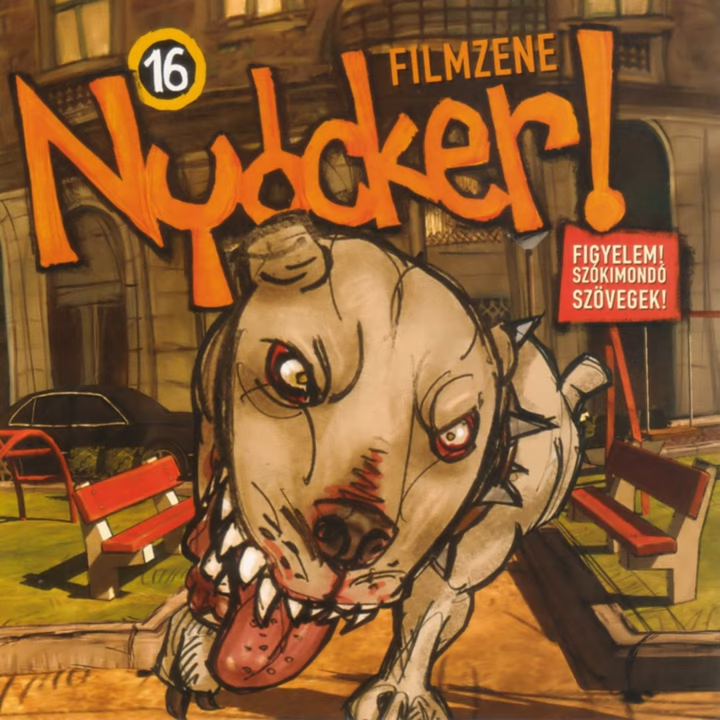 16
FILMZENE
Nyócker!
FIGYELEM!
SZÓKIMONDÓ
SZÖVEGEK!